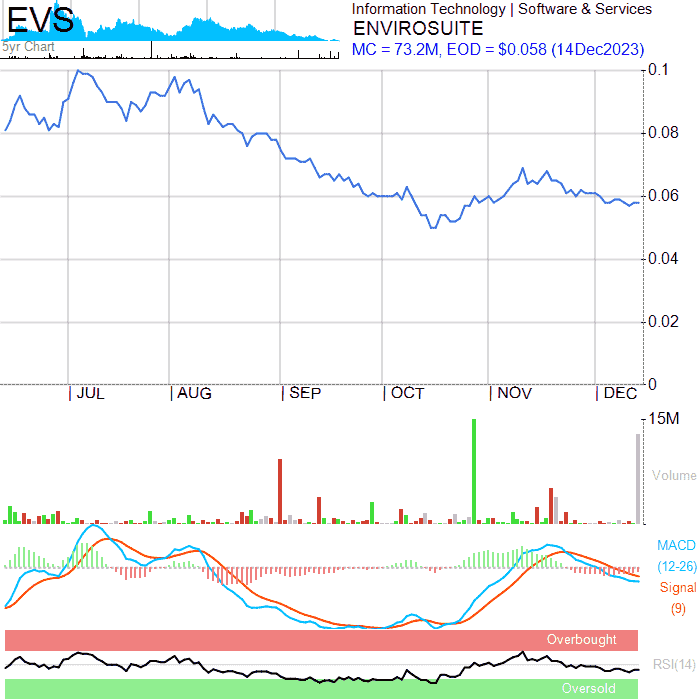 EVS
5yr Chart
Information Technology | Software & Services
ENVIROSUITE
MC = 73.2M, EOD = $0.058 (14Dec2023)
0.1
0.08
0.06
0.04
0.02
0
JUL AUG SEP OCT NOV DEC
15M
Volume
MACD
(12-26)
Signal
(9)
Overbought
RSI(14)
Oversold